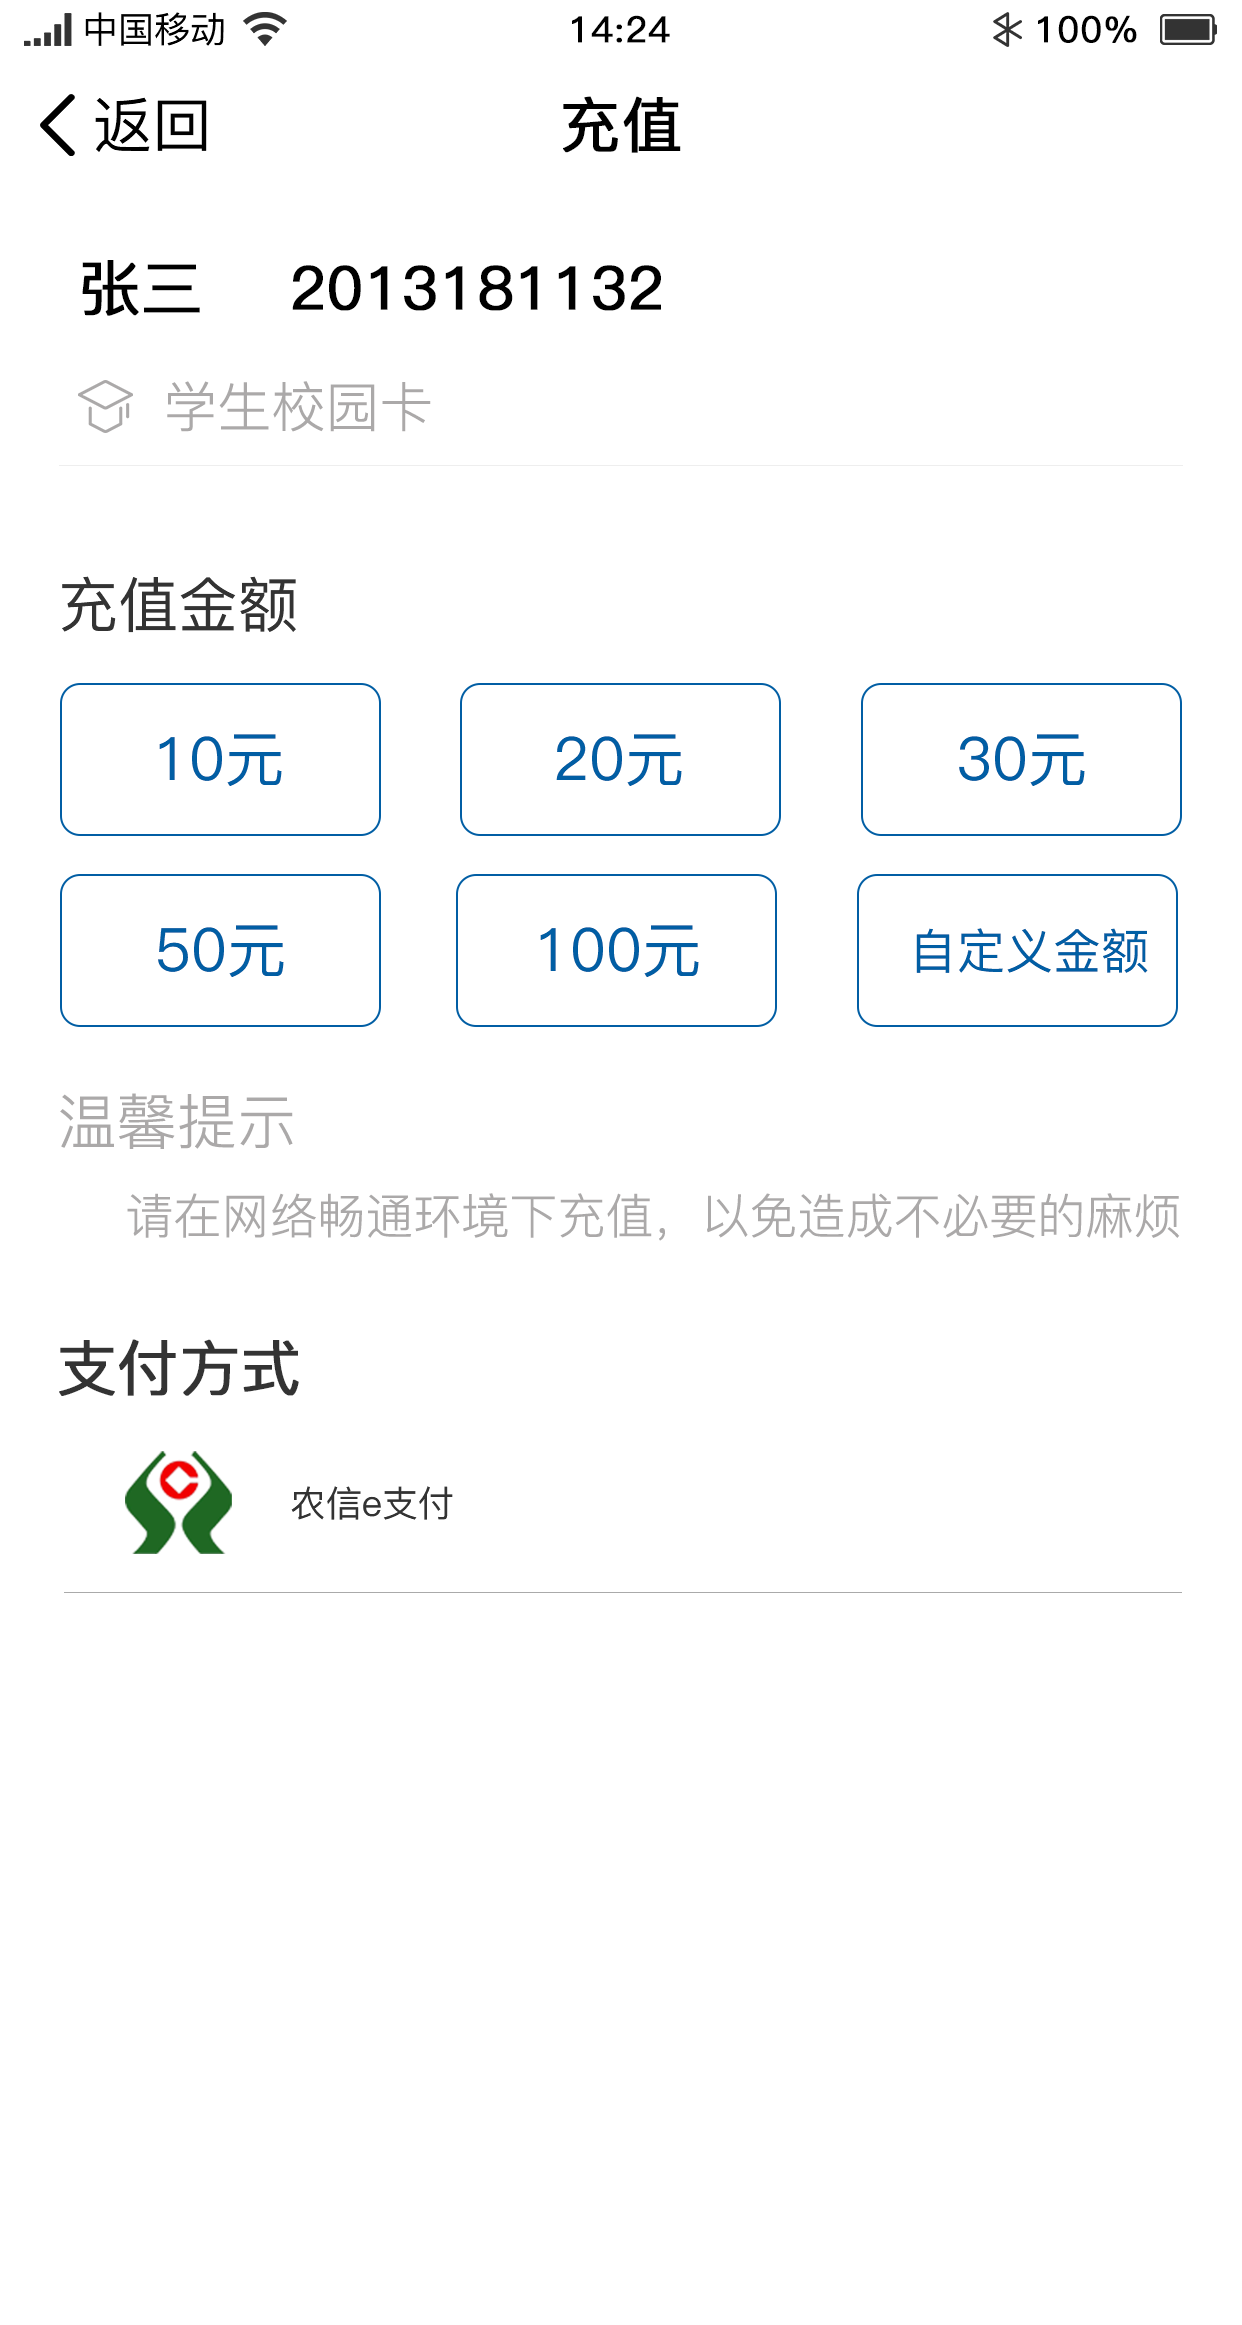 中国移动 14:24 100%
返回 充值
张三 2013181132
学生校园卡
充值金额
10元 20元 30元
50元 100元 自定义金额
温馨提示
请在网络畅通环境下充值，以免造成不必要的麻烦
支付方式
农信e支付